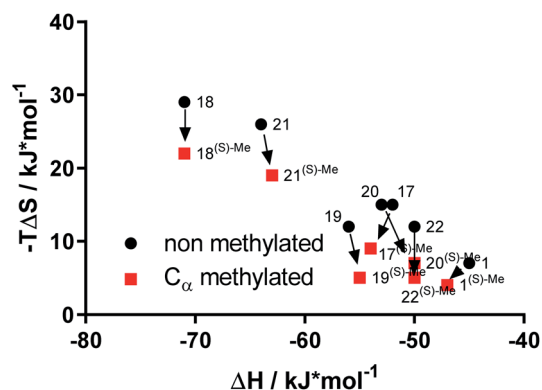 40
30
20
10
0
-TΔS / kJ*mol⁻¹
18
21
18(S)-Me
21(S)-Me
20 17
19
22
17(S)-Me
20(S)-Me 1
19(S)-Me
22(S)-Me 1(S)-Me
non methylated
Cα methylated
-80 -70 -60 -50 -40
ΔH / kJ*mol⁻¹